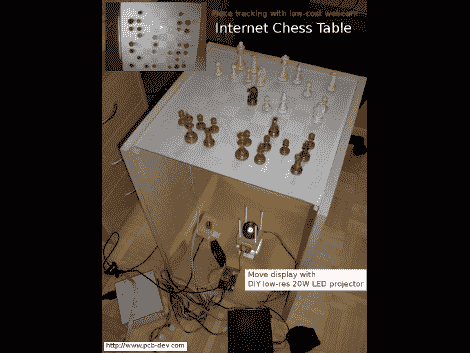 Piece tracking with low-cost webcam
Internet Chess Table
Move display with
DIY low-res 20W LED projector
http://www.pcb-dev.com